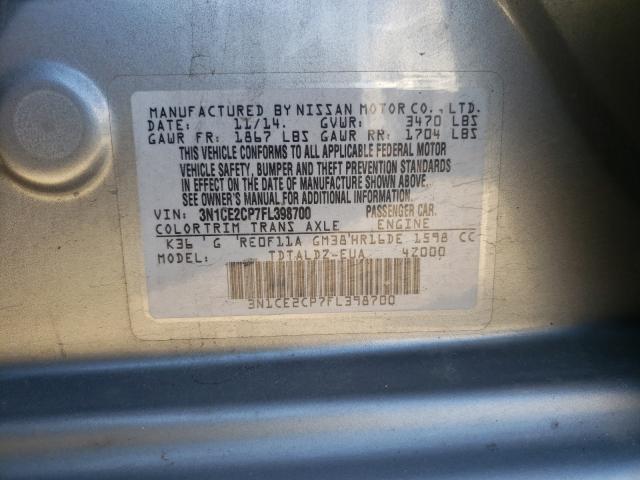 MANUFACTURED BY NISSAN MOTOR CO., LTD.
DATE: 11/14. GVWR: 3470 LBS
GAWR FR: 1867 LBS GAWR RR: 1704 LBS
THIS VEHICLE CONFORMS TO ALL APPLICABLE FEDERAL MOTOR
VEHICLE SAFETY, BUMPER AND THEFT PREVENTION STANDARDS
IN EFFECT ON THE DATE OF MANUFACTURE SHOWN ABOVE.
SEE OWNER'S MANUAL FOR ADDITIONAL INFORMATION.
VIN: 3N1CE2CP7FL398700 PASSENGER CAR.
COLOR TRIM TRANS AXLE ENGINE
K36 G RE0F11A GM38 HR16DE 1598 CC
MODEL: TDTALDZ-EUA 4Z000
3N1CE2CP7FL398700